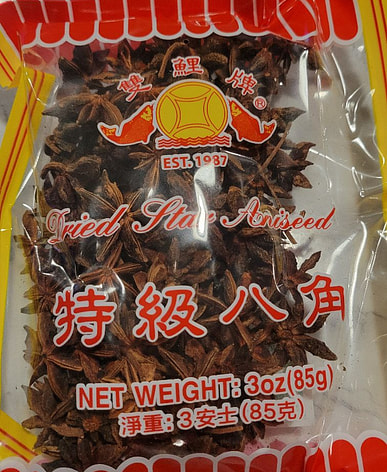 雙鯉牌
®
EST. 1987
Dried Star Aniseed
特級八角
NET WEIGHT: 3oz(85g)
淨重: 3安士(85克)